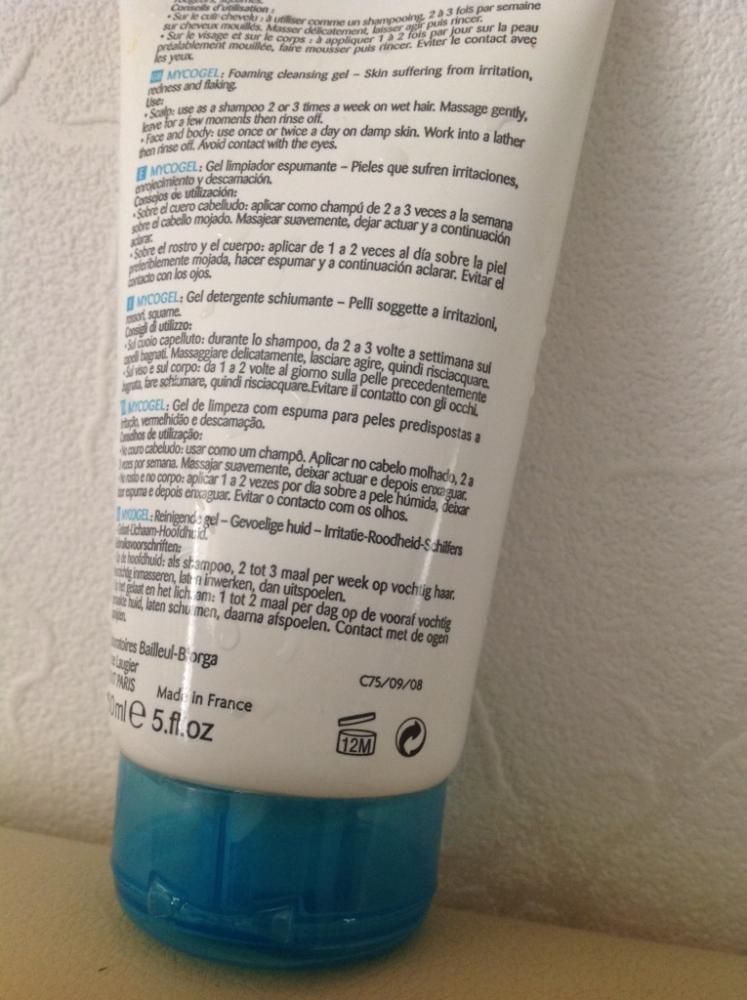 Conseils d'utilisation :
• Sur le cuir chevelu : à utiliser comme un shampooing, 2 à 3 fois par semaine
sur cheveux mouillés. Masser délicatement, laisser agir puis rincer.
• Sur le visage et sur le corps : à appliquer 1 à 2 fois par jour sur la peau
préalablement mouillée, faire mousser puis rincer. Eviter le contact avec
les yeux.
MYCOGEL: Foaming cleansing gel – Skin suffering from irritation,
redness and flaking.
Use:
• Scalp: use as a shampoo 2 or 3 times a week on wet hair. Massage gently,
leave for a few moments then rinse off.
• Face and body: use once or twice a day on damp skin. Work into a lather
then rinse off. Avoid contact with the eyes.
E MYCOGEL: Gel limpiador espumante – Pieles que sufren irritaciones,
enrojecimiento y descamación.
Consejos de utilización:
• Sobre el cuero cabelludo: aplicar como champú de 2 a 3 veces a la semana
sobre el cabello mojado. Masajear suavemente, dejar actuar y a continuación
aclarar.
• Sobre el rostro y el cuerpo: aplicar de 1 a 2 veces al día sobre la piel
preferiblemente mojada, hacer espumar y a continuación aclarar. Evitar el
contacto con los ojos.
I MYCOGEL: Gel detergente schiumante – Pelli soggette a irritazioni,
rossori, squame.
Consigli di utilizzo:
• Sul cuoio capelluto: durante lo shampoo, da 2 a 3 volte a settimana sui
capelli bagnati. Massaggiare delicatamente, lasciare agire, quindi risciacquare.
• Sul viso e sul corpo: da 1 a 2 volte al giorno sulla pelle precedentemente
bagnata, fare schiumare, quindi risciacquare.Evitare il contatto con gli occhi.
MYCOGEL: Gel de limpeza com espuma para peles predispostas a
irritação, vermelhidão e descamação.
Conselhos de utilização:
No couro cabeludo: usar como um champô. Aplicar no cabelo molhado, 2 a
vezes por semana. Massajar suavemente, deixar actuar e depois enxaguar.
No rosto e no corpo: aplicar 1 a 2 vezes por dia sobre a pele húmida, deixar
espuma e depois enxaguar. Evitar o contacto com os olhos.
MYCOGEL: Reinigende gel – Gevoelige huid – Irritatie-Roodheid-Schilfers
Lichaam-Hoofdhuid.
de hoofdhuid: als shampoo, 2 tot 3 maal per week op vochtig haar.
inmasseren, laten inwerken, dan uitspoelen.
het gelaat en het lichaam: 1 tot 2 maal per dag op de vooraf vochtig
huid, laten schuimen, daarna afspoelen. Contact met de ogen
Bailleul-Biorga
Laugier
PARIS
Made in France
C75/09/08
ml e 5.fl.oz
12M